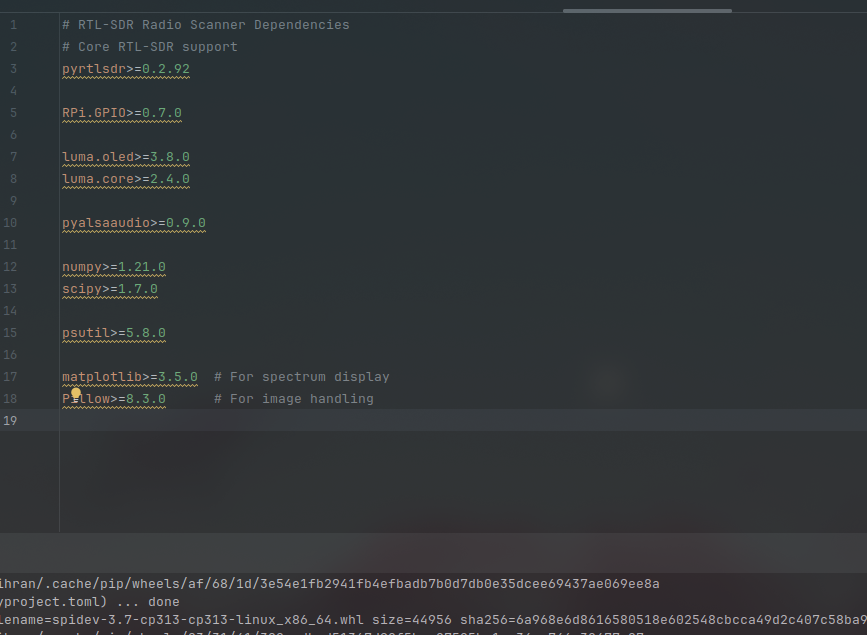 1 # RTL-SDR Radio Scanner Dependencies
2 # Core RTL-SDR support
3 pyrtlsdr>=0.2.92
4
5 RPi.GPIO>=0.7.0
6
7 luma.oled>=3.8.0
8 luma.core>=2.4.0
9
10 pyalsaaudio>=0.9.0
11
12 numpy>=1.21.0
13 scipy>=1.7.0
14
15 psutil>=5.8.0
16
17 matplotlib>=3.5.0  # For spectrum display
18 Pillow>=8.3.0      # For image handling
19
ihran/.cache/pip/wheels/af/68/1d/3e54e1fb2941fb4efbadb7b0d7db0e35dcee69437ae069ee8a
yproject.toml) ... done
lename=spidev-3.7-cp313-cp313-linux_x86_64.whl size=44956 sha256=6a968e6d8616580518e602548cbcca49d2c407c58ba9